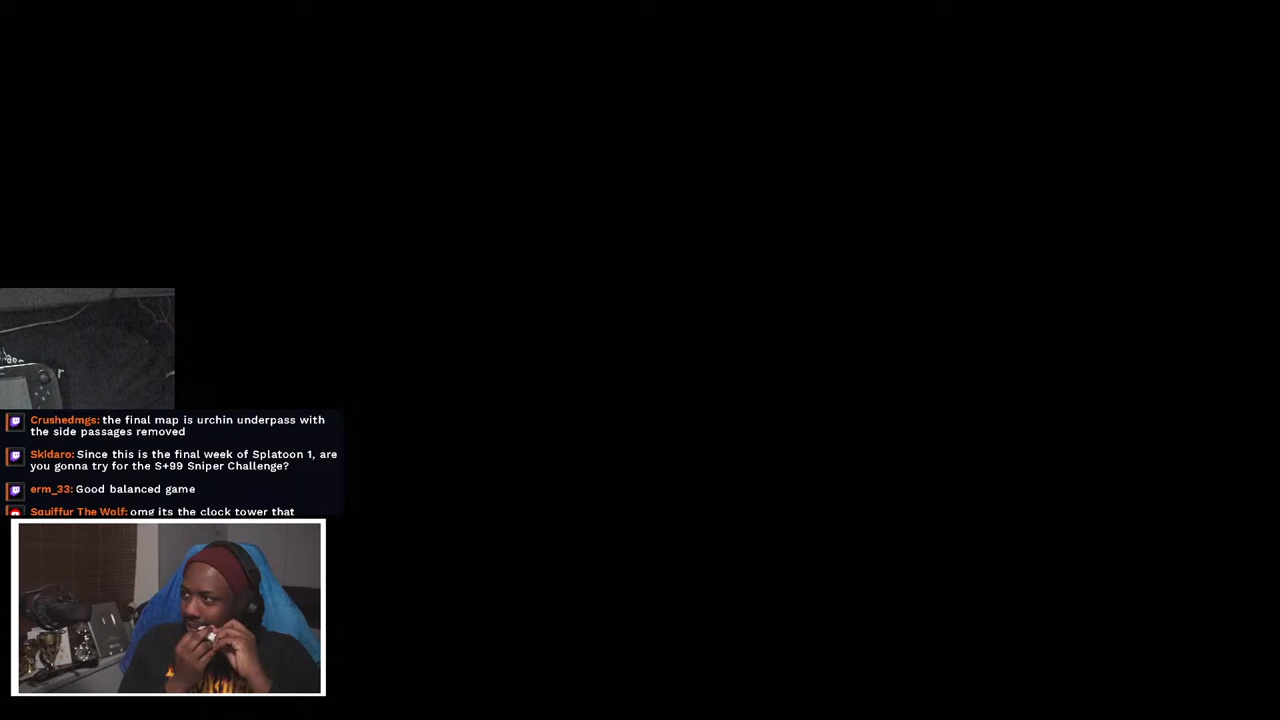 Crushedmgs: the final map is urchin underpass with
the side passages removed
Skidaro: Since this is the final week of Splatoon 1, are
you gonna try for the S+99 Sniper Challenge?
erm_33: Good balanced game
Squiffur The Wolf: omg its the clock tower that